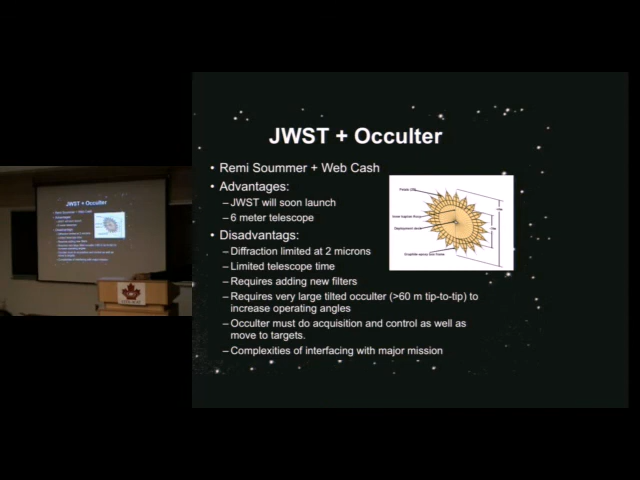 JWST + Occulter
• Remi Soummer + Web Cash
• Advantages:
– JWST will soon launch
– 6 meter telescope
• Disadvantags:
– Diffraction limited at 2 microns
– Limited telescope time
– Requires adding new filters
– Requires very large tilted occulter (>60 m tip-to-tip) to
increase operating angles
– Occulter must do acquisition and control as well as
move to targets.
– Complexities of interfacing with major mission
JWST + Occulter